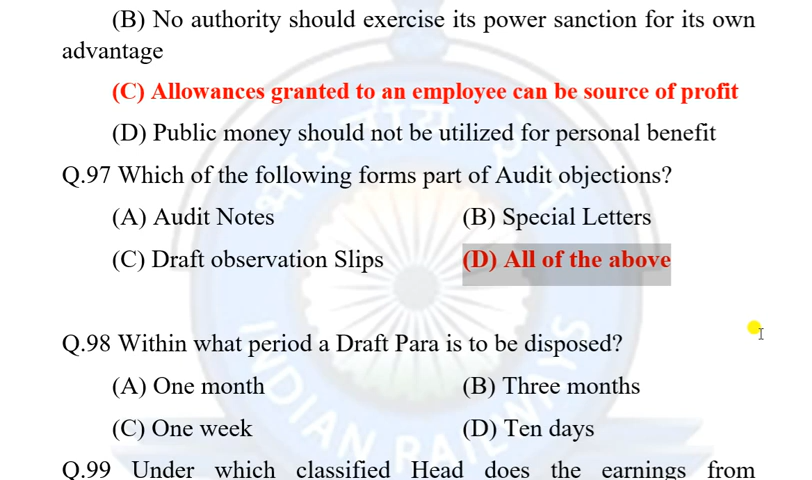 (B) No authority should exercise its power sanction for its own
advantage
(C) Allowances granted to an employee can be source of profit
(D) Public money should not be utilized for personal benefit
Q.97 Which of the following forms part of Audit objections?
(A) Audit Notes (B) Special Letters
(C) Draft observation Slips (D) All of the above
Q.98 Within what period a Draft Para is to be disposed?
(A) One month (B) Three months
(C) One week (D) Ten days
Q.99 Under which classified Head does the earnings from
भारतीय रेल
INDIAN RAILWAYS